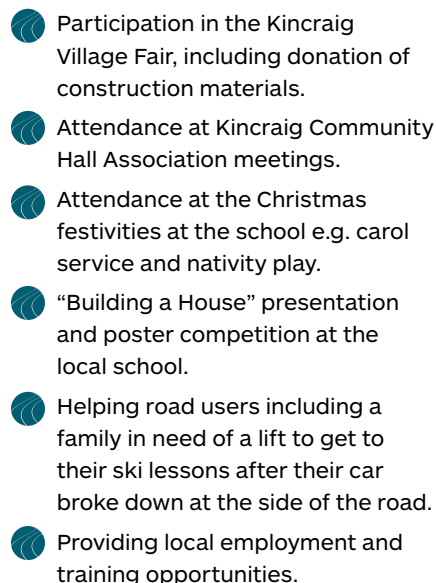 Participation in the Kincraig
Village Fair, including donation of
construction materials.
Attendance at Kincraig Community
Hall Association meetings.
Attendance at the Christmas
festivities at the school e.g. carol
service and nativity play.
“Building a House” presentation
and poster competition at the
local school.
Helping road users including a
family in need of a lift to get to
their ski lessons after their car
broke down at the side of the road.
Providing local employment and
training opportunities.